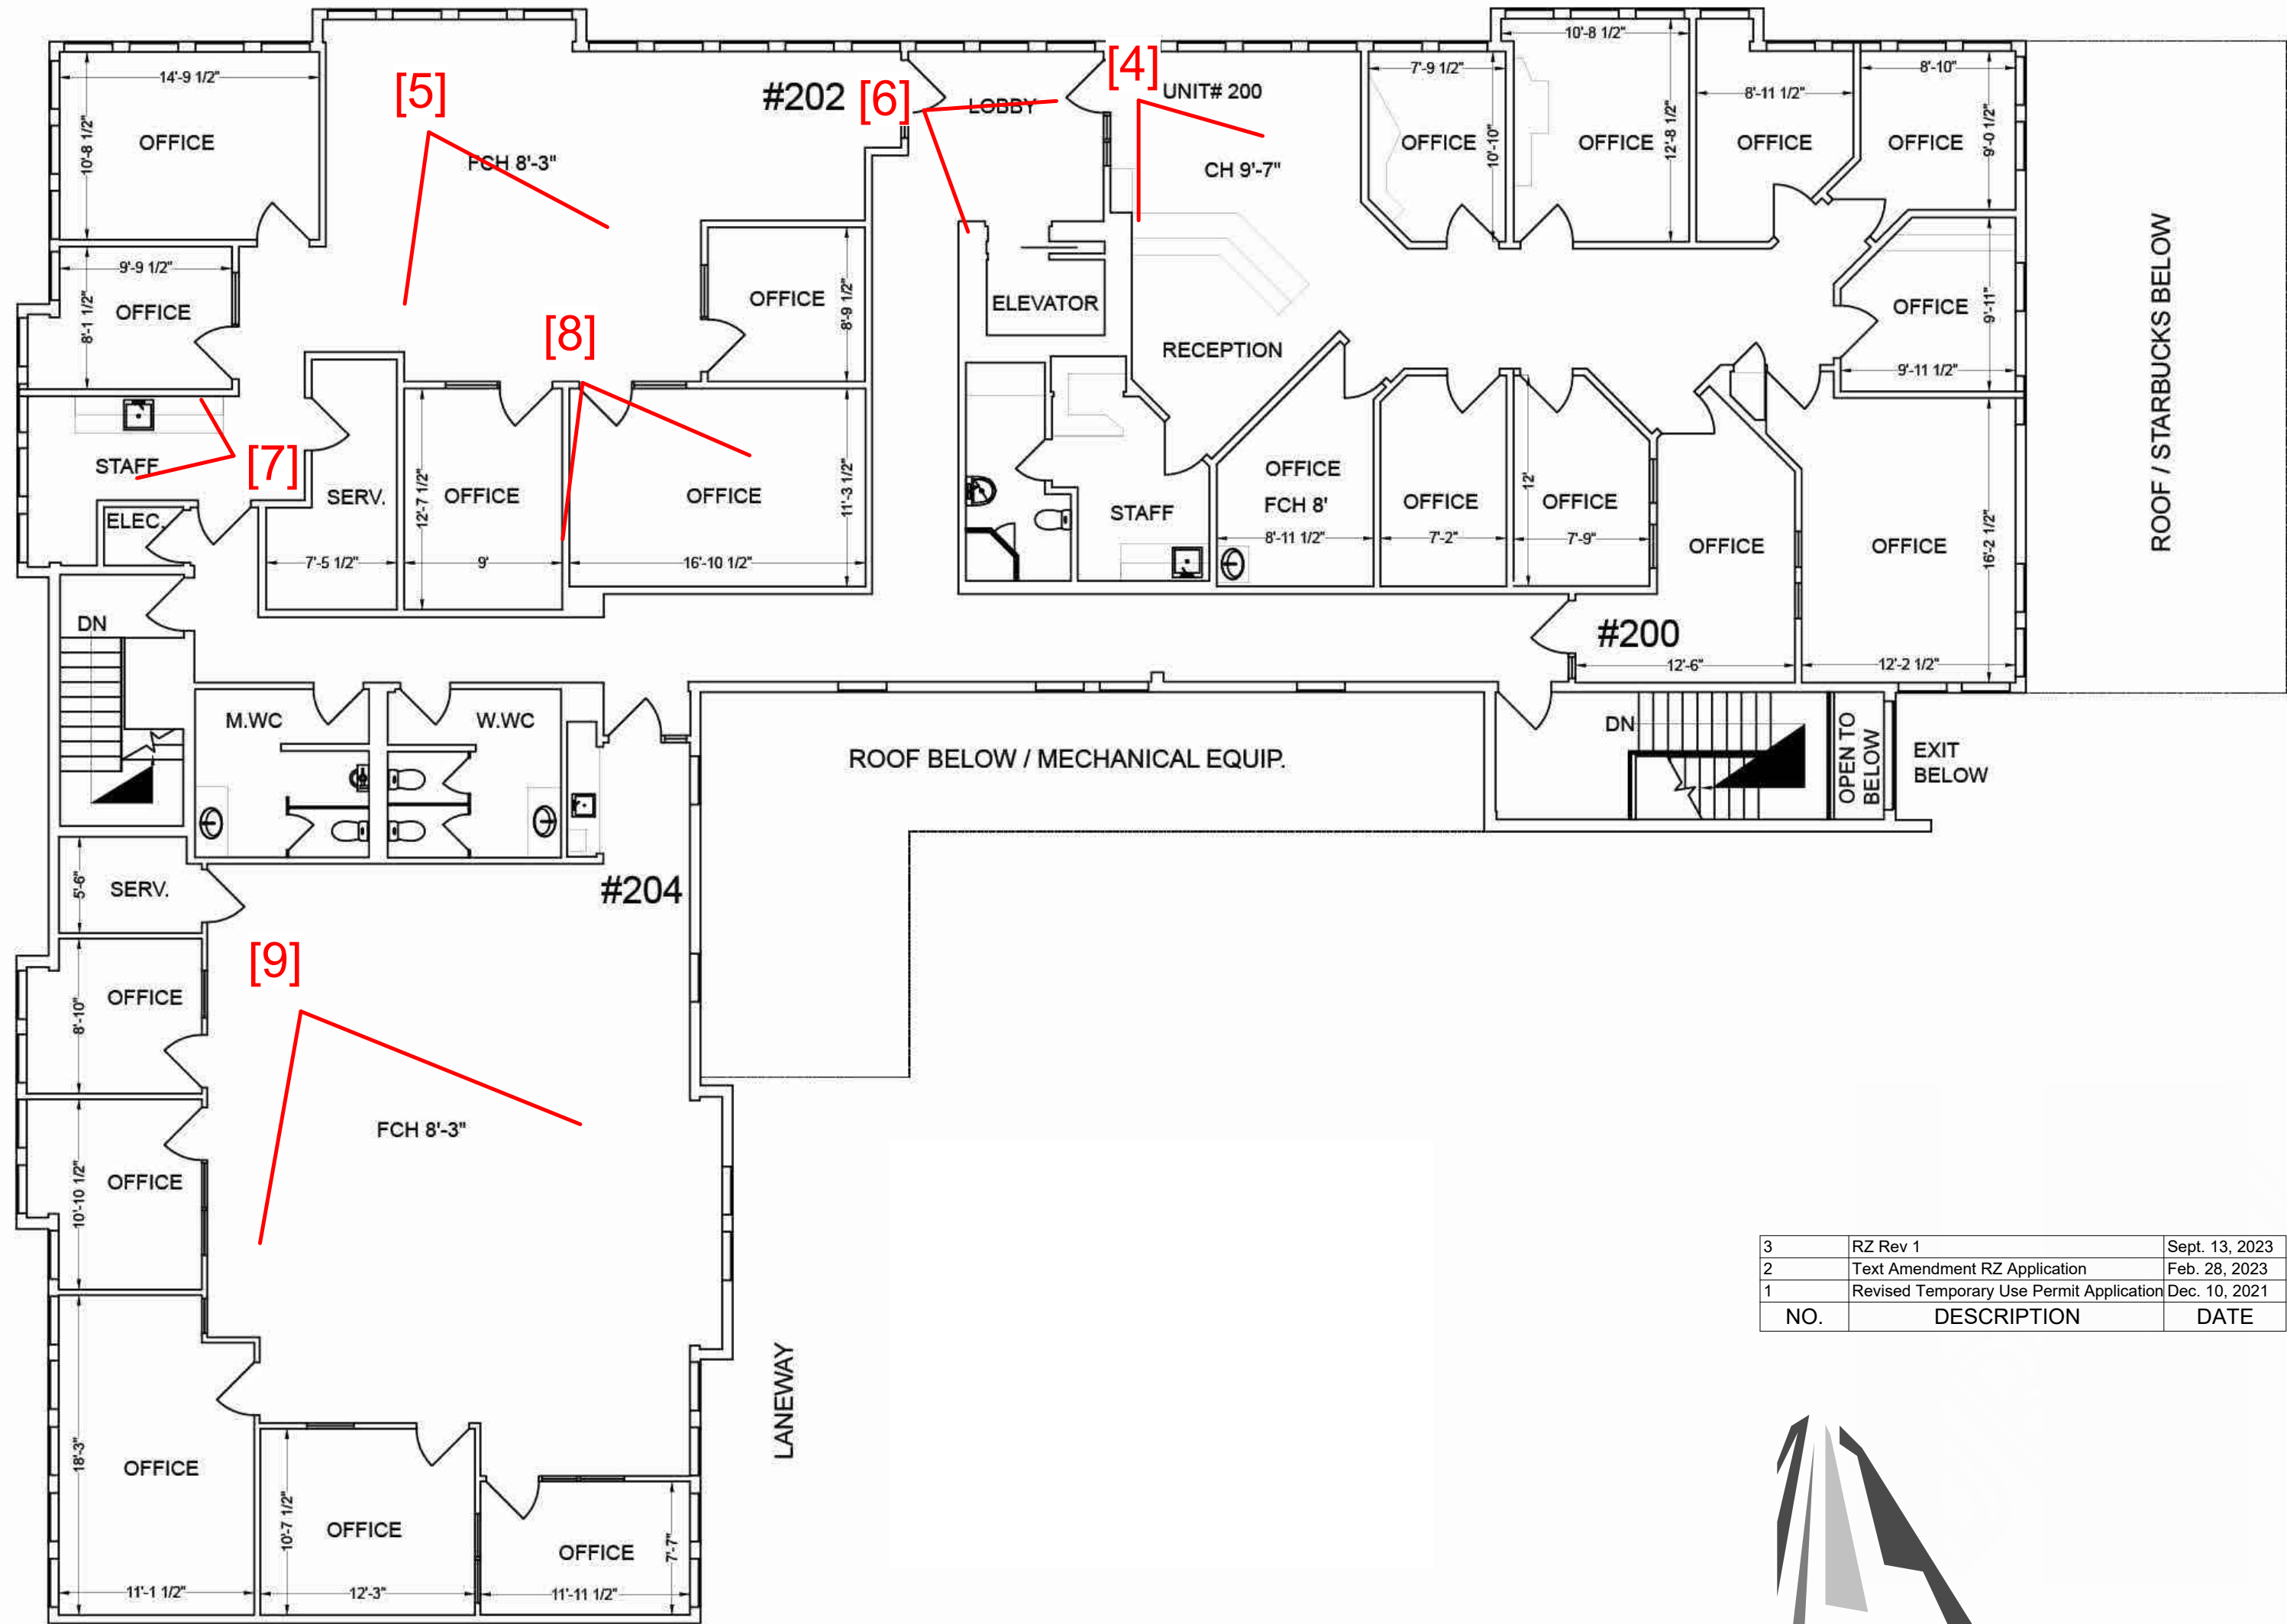 10'-8 1/2"
14'-9 1/2"
[5]
#202
[6]
LOBBY
[4]
UNIT# 200
7'-9 1/2"
8'-11 1/2"
8'-10"
10'-8 1/2"
OFFICE
FCH 8'-3"
CH 9'-7"
OFFICE
10'-10"
OFFICE
12'-8 1/2"
OFFICE
OFFICE
9'-0 1/2"
9'-9 1/2"
8'-1 1/2"
OFFICE
[8]
OFFICE
8'-9 1/2"
ELEVATOR
RECEPTION
OFFICE
9'-11"
9'-11 1/2"
ROOF / STARBUCKS BELOW
STAFF
[7]
ELEC.
SERV.
7'-5 1/2"
12'-7 1/2"
OFFICE
9'
OFFICE
11'-3 1/2"
16'-10 1/2"
STAFF
OFFICE
FCH 8'
8'-11 1/2"
OFFICE
7'-2"
12'
OFFICE
7'-9"
OFFICE
OFFICE
16'-2 1/2"
DN
#200
12'-6"
12'-2 1/2"
M.WC
W.WC
ROOF BELOW / MECHANICAL EQUIP.
DN
OPEN TO
BELOW
EXIT
BELOW
5'-6"
SERV.
#204
[9]
8'-10"
OFFICE
FCH 8'-3"
10'-10 1/2"
OFFICE
LANEWAY
18'-3"
OFFICE
11'-1 1/2"
10'-7 1/2"
OFFICE
12'-3"
OFFICE
7'-7"
11'-11 1/2"
3 RZ Rev 1 Sept. 13, 2023
2 Text Amendment RZ Application Feb. 28, 2023
1 Revised Temporary Use Permit Application Dec. 10, 2021
NO. DESCRIPTION DATE